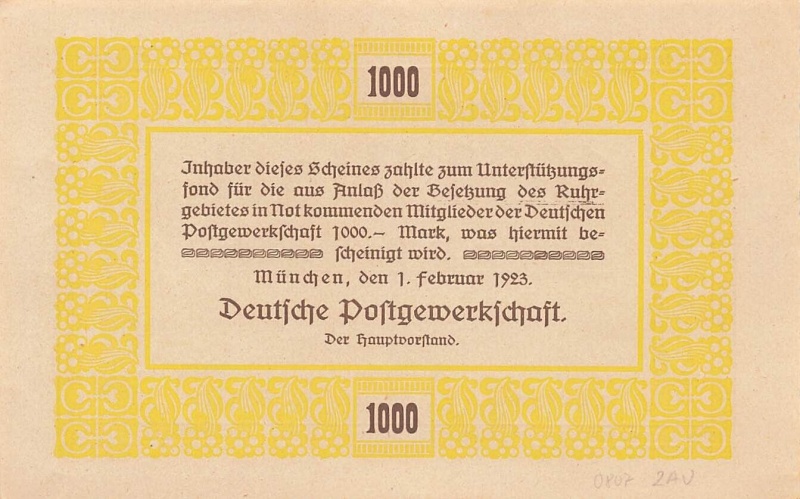 1000
Inhaber dieses Scheines zahlte zum Unterstützungs=
fond für die aus Anlaß der Besetzung des Ruhr=
gebietes in Not kommenden Mitglieder der Deutschen
Postgewerkschaft 1000.– Mark, was hiermit be=
scheinigt wird.
München, den 1. Februar 1923.
Deutsche Postgewerkschaft.
Der Hauptvorstand.
1000